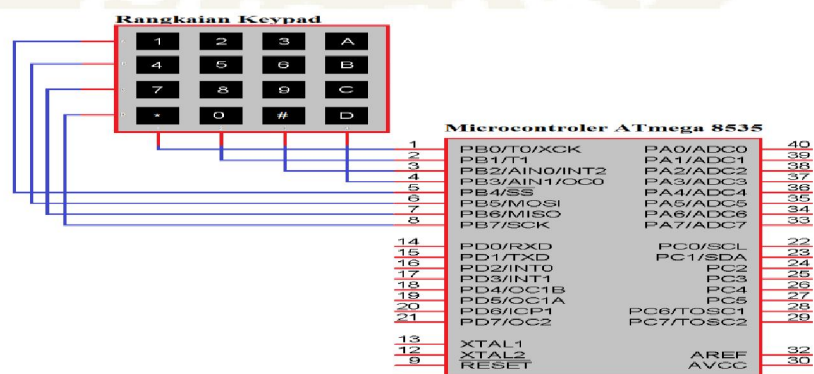 Rangkaian Keypad
1 2 3 A
4 5 6 B
7 8 9 C
* 0 # D
Microcontroler ATmega 8535
1 PB0/T0/XCK PA0/ADC0 40
2 PB1/T1 PA1/ADC1 39
3 PB2/AIN0/INT2 PA2/ADC2 38
4 PB3/AIN1/OC0 PA3/ADC3 37
5 PB4/SS PA4/ADC4 36
6 PB5/MOSI PA5/ADC5 35
7 PB6/MISO PA6/ADC6 34
8 PB7/SCK PA7/ADC7 33
14 PD0/RXD PC0/SCL 22
15 PD1/TXD PC1/SDA 23
16 PD2/INT0 PC2 24
17 PD3/INT1 PC3 25
18 PD4/OC1B PC4 26
19 PD5/OC1A PC5 27
20 PD6/ICP1 PC6/TOSC1 28
21 PD7/OC2 PC7/TOSC2 29
13 XTAL1
12 XTAL2 AREF 32
9 RESET AVCC 30